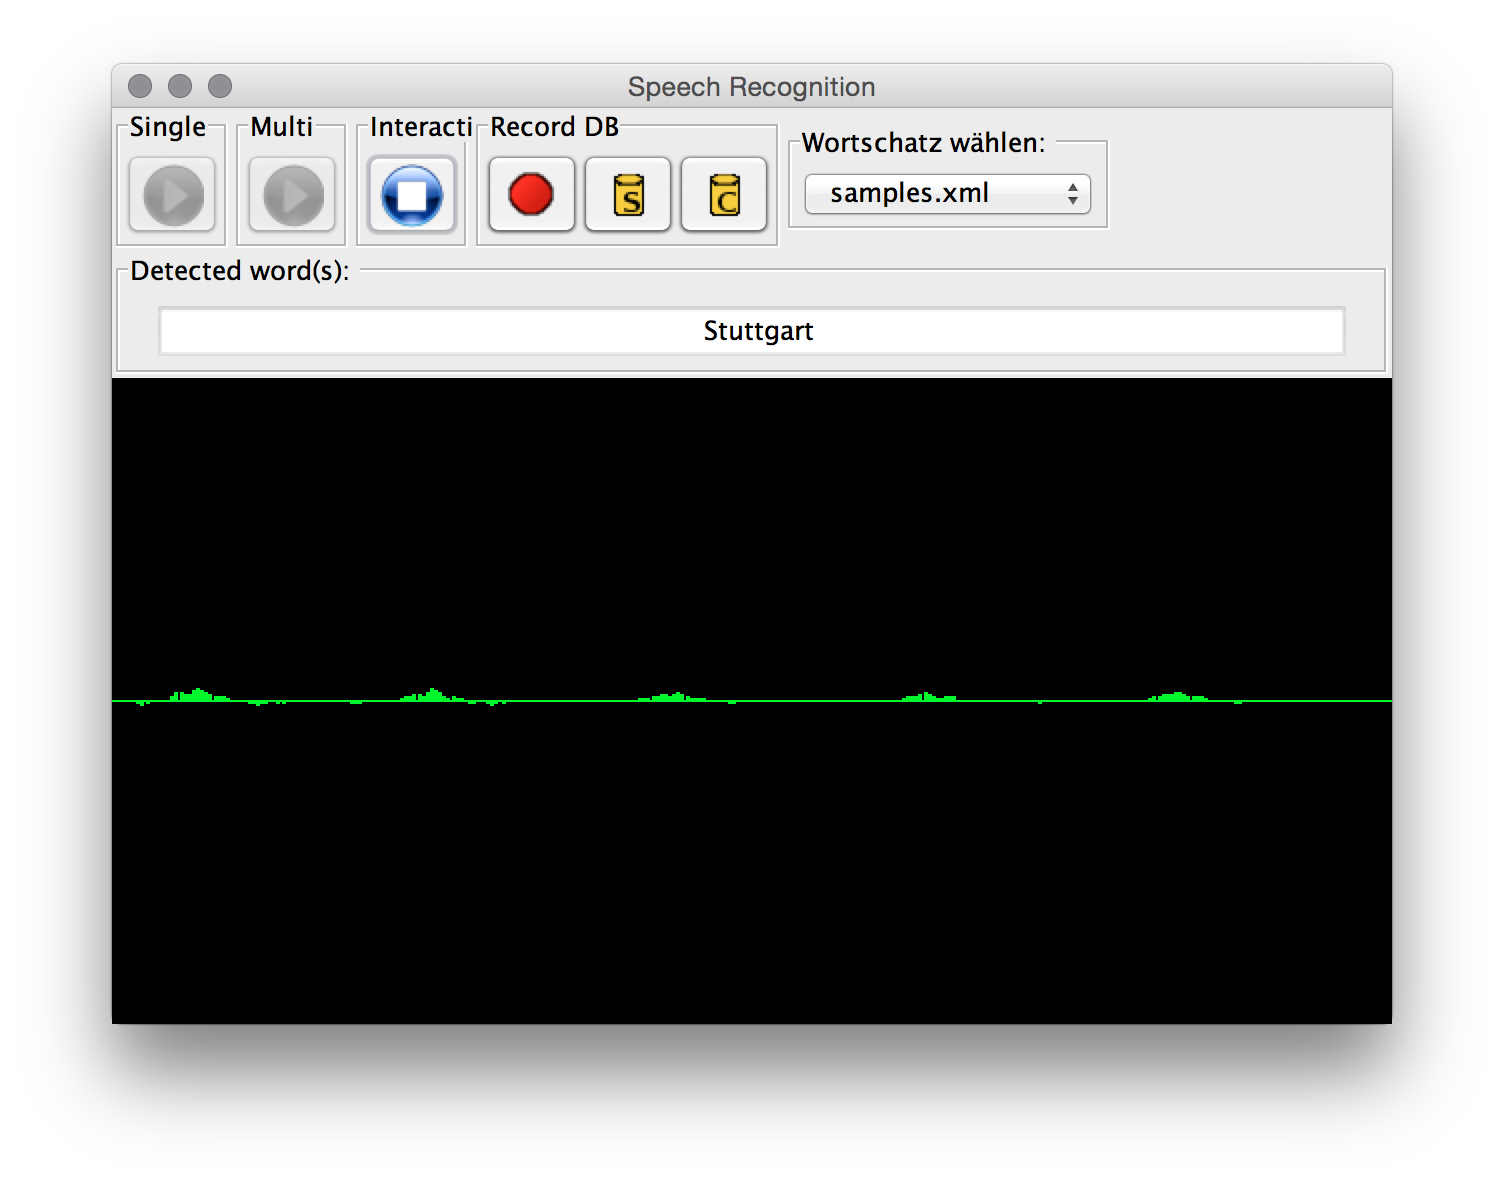 Speech Recognition
Single Multi Interacti Record DB Wortschatz wählen:
S C samples.xml
Detected word(s):
Stuttgart